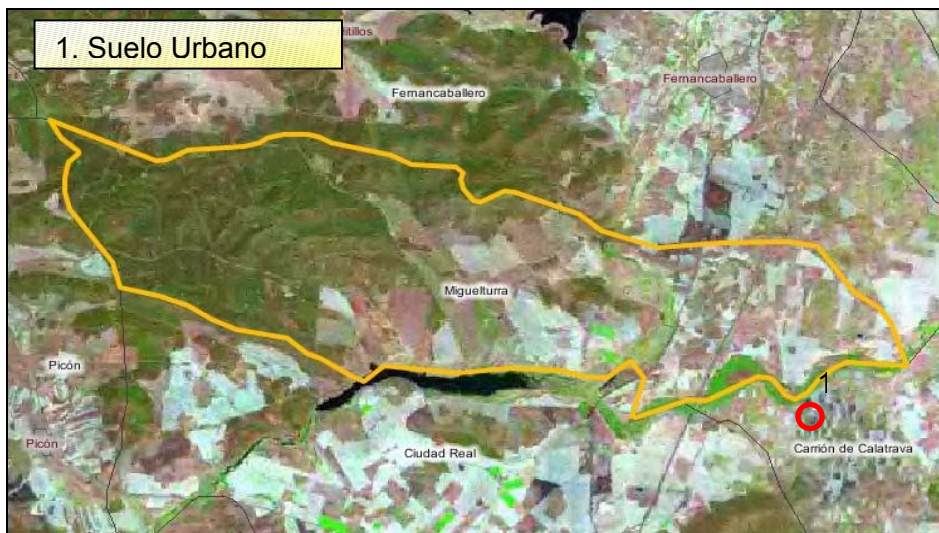 1. Suelo Urbano
Fernancaballero
Fernancaballero
Miguelturra
Picón
Picón
Ciudad Real
1
Carrión de Calatrava